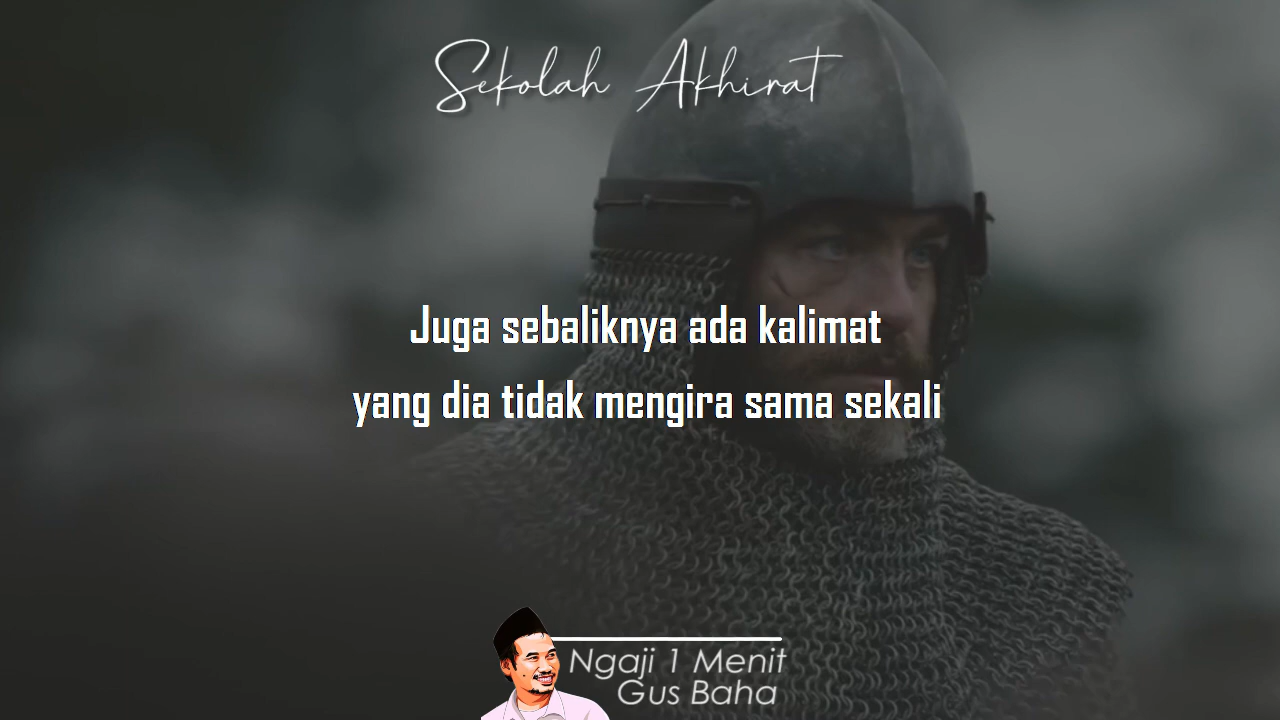 Sekolah Akhirat
Juga sebaliknya ada kalimat
yang dia tidak mengira sama sekali
Ngaji 1 Menit
Gus Baha